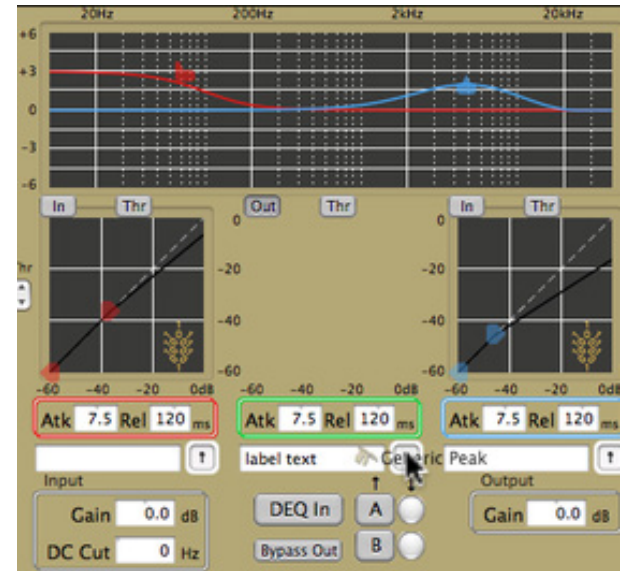 20Hz 200Hz 2kHz 20kHz
+6
+3
0
-3
-6
In Thr Out Thr In Thr
0 0
-20 -20
-40 -40
-60 -60
-60 -40 -20 0dB -60 -40 -20 0dB -60 -40 -20 0dB
Atk 7.5 Rel 120 ms Atk 7.5 Rel 120 ms Atk 7.5 Rel 120 ms
label text Peak
Input Output
Gain 0.0 dB DEQ In A Gain 0.0 dB
DC Cut 0 Hz Bypass Out B